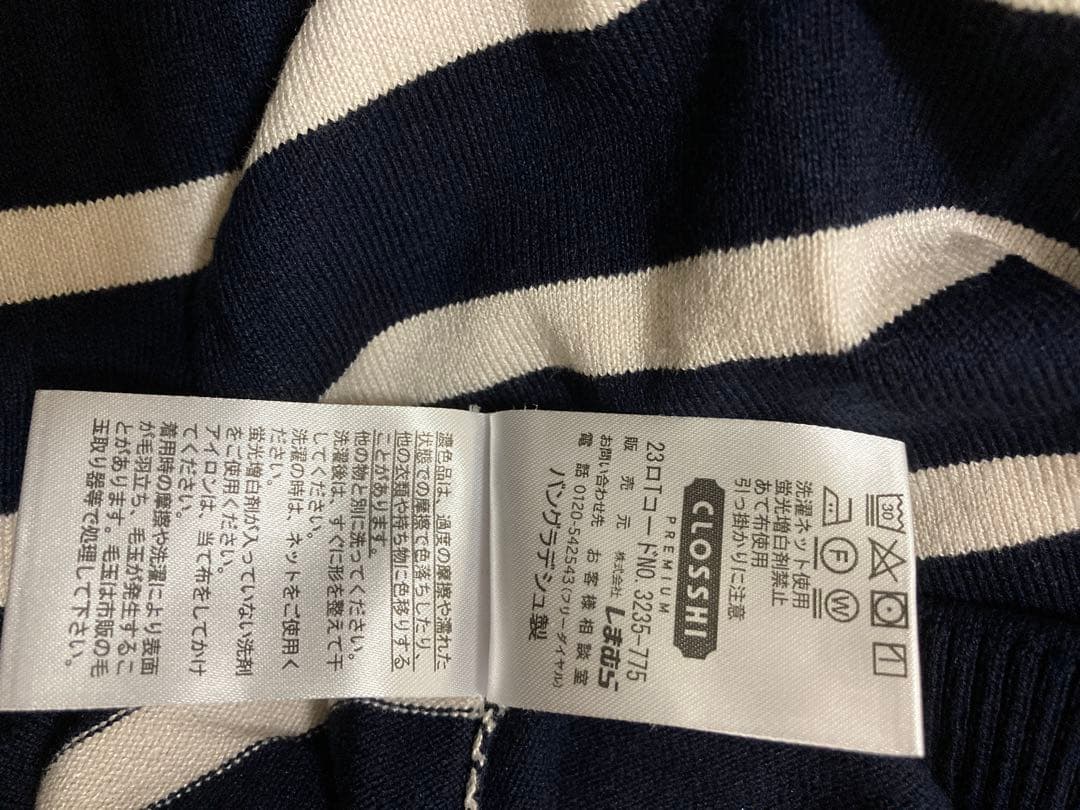 30
F
W
洗濯ネット使用
蛍光増白剤禁止
あて布使用
引っ掛かりに注意
CLOSSHI
PREMIUM
23ロTコードNO.3235-775
販売元 株式会社 しまむら
お問い合わせ先 お客様相談室
電話 0120-542543(フリーダイヤル)
バングラデシュ製
濃色品は、過度の摩擦や濡れた
状態での摩擦で色落ちしたり、
他の衣類や持ち物に色移りする
ことがあります。
他の物と別に洗ってください。
洗濯後は、すぐに形を整えて干
してください。
洗濯の時は、ネットをご使用く
ださい。
蛍光増白剤が入っていない洗剤
をご使用ください。
アイロンは、当て布をしてかけ
てください。
着用時の摩擦や洗濯により表面
が毛羽立ち、毛玉が発生するこ
とがあります。毛玉は市販の毛
玉取り器等で処理して下さい。